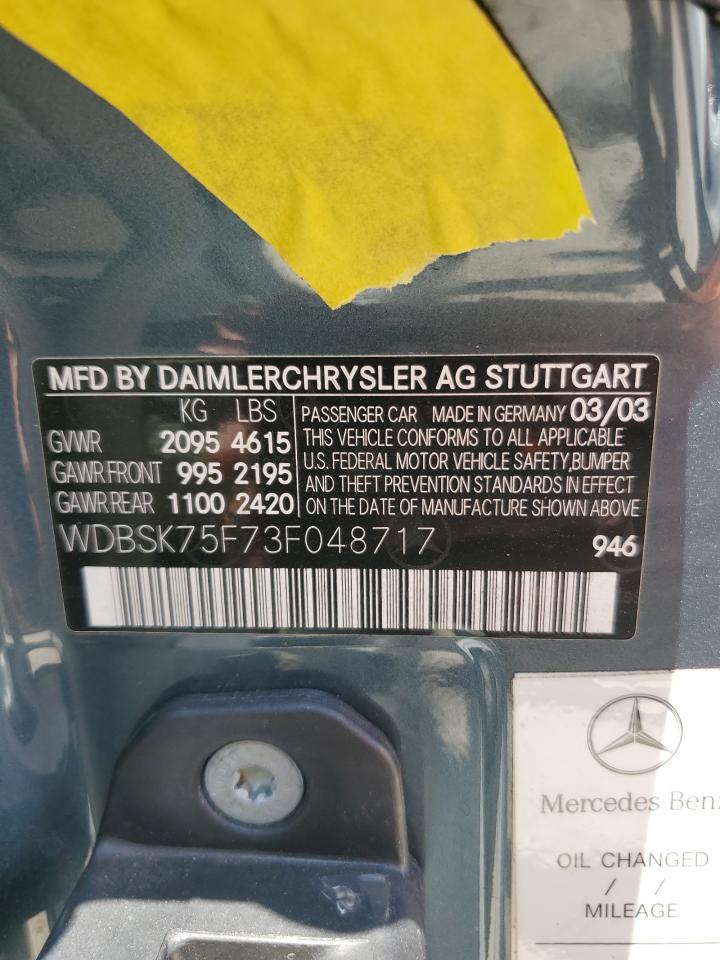 MFD BY DAIMLERCHRYSLER AG STUTTGART
KG LBS
GVWR 2095 4615
GAWR FRONT 995 2195
GAWR REAR 1100 2420
PASSENGER CAR MADE IN GERMANY 03/03
THIS VEHICLE CONFORMS TO ALL APPLICABLE
U.S. FEDERAL MOTOR VEHICLE SAFETY,BUMPER
AND THEFT PREVENTION STANDARDS IN EFFECT
ON THE DATE OF MANUFACTURE SHOWN ABOVE
WDBSK75F73F048717 946
Mercedes Benz
OIL CHANGED
/ /
MILEAGE